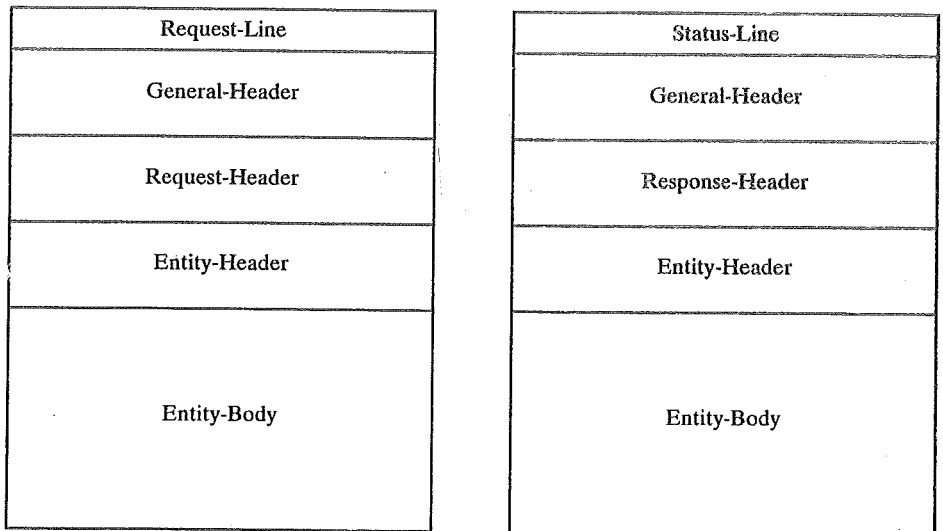 Request-Line
General-Header
Request-Header
Entity-Header
Entity-Body
Status-Line
General-Header
Response-Header
Entity-Header
Entity-Body